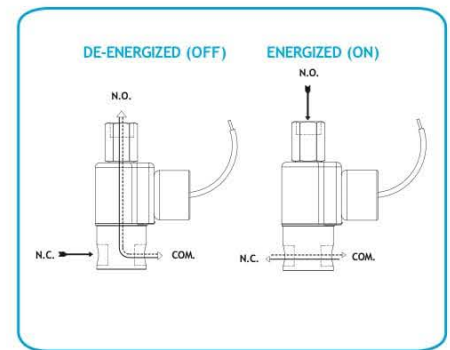 DE-ENERGIZED (OFF)
ENERGIZED (ON)
N.O.
N.O.
N.C.
COM.
N.C.
COM.